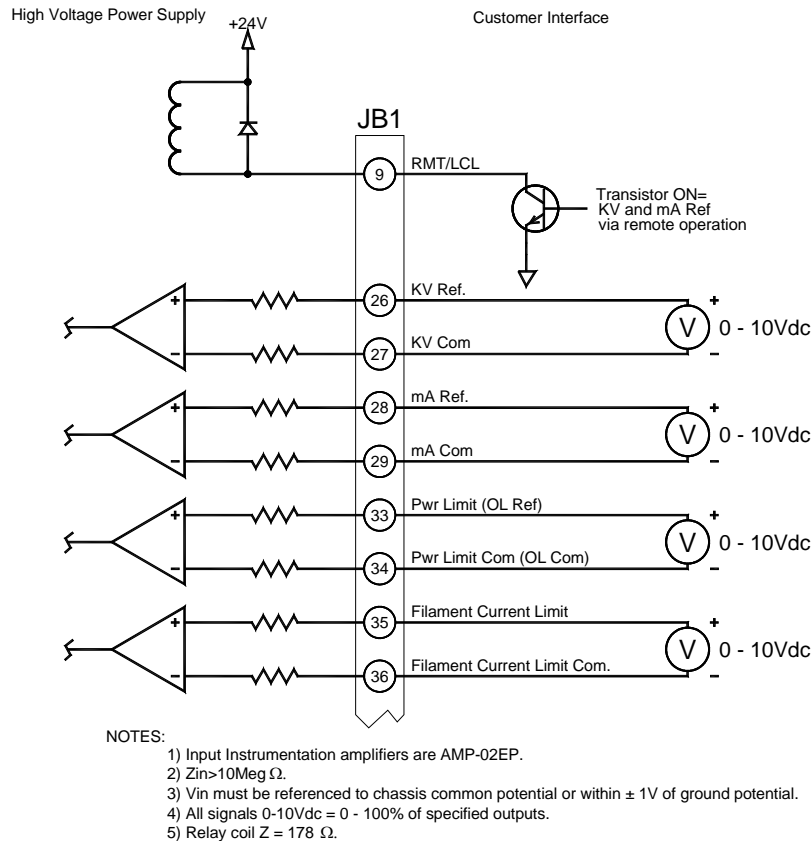 High Voltage Power Supply
Customer Interface
+24V
JB1
9
RMT/LCL
Transistor ON=
KV and mA Ref
via remote operation
+
26
KV Ref.
+
V
0 - 10Vdc
−
27
KV Com
−
+
28
mA Ref.
+
V
0 - 10Vdc
−
29
mA Com
−
+
33
Pwr Limit (OL Ref)
+
V
0 - 10Vdc
−
34
Pwr Limit Com (OL Com)
−
+
35
Filament Current Limit
+
V
0 - 10Vdc
−
36
Filament Current Limit Com.
−
NOTES:
1) Input Instrumentation amplifiers are AMP-02EP.
2) Zin>10Meg Ω.
3) Vin must be referenced to chassis common potential or within ± 1V of ground potential.
4) All signals 0-10Vdc = 0 - 100% of specified outputs.
5) Relay coil Z = 178 Ω.